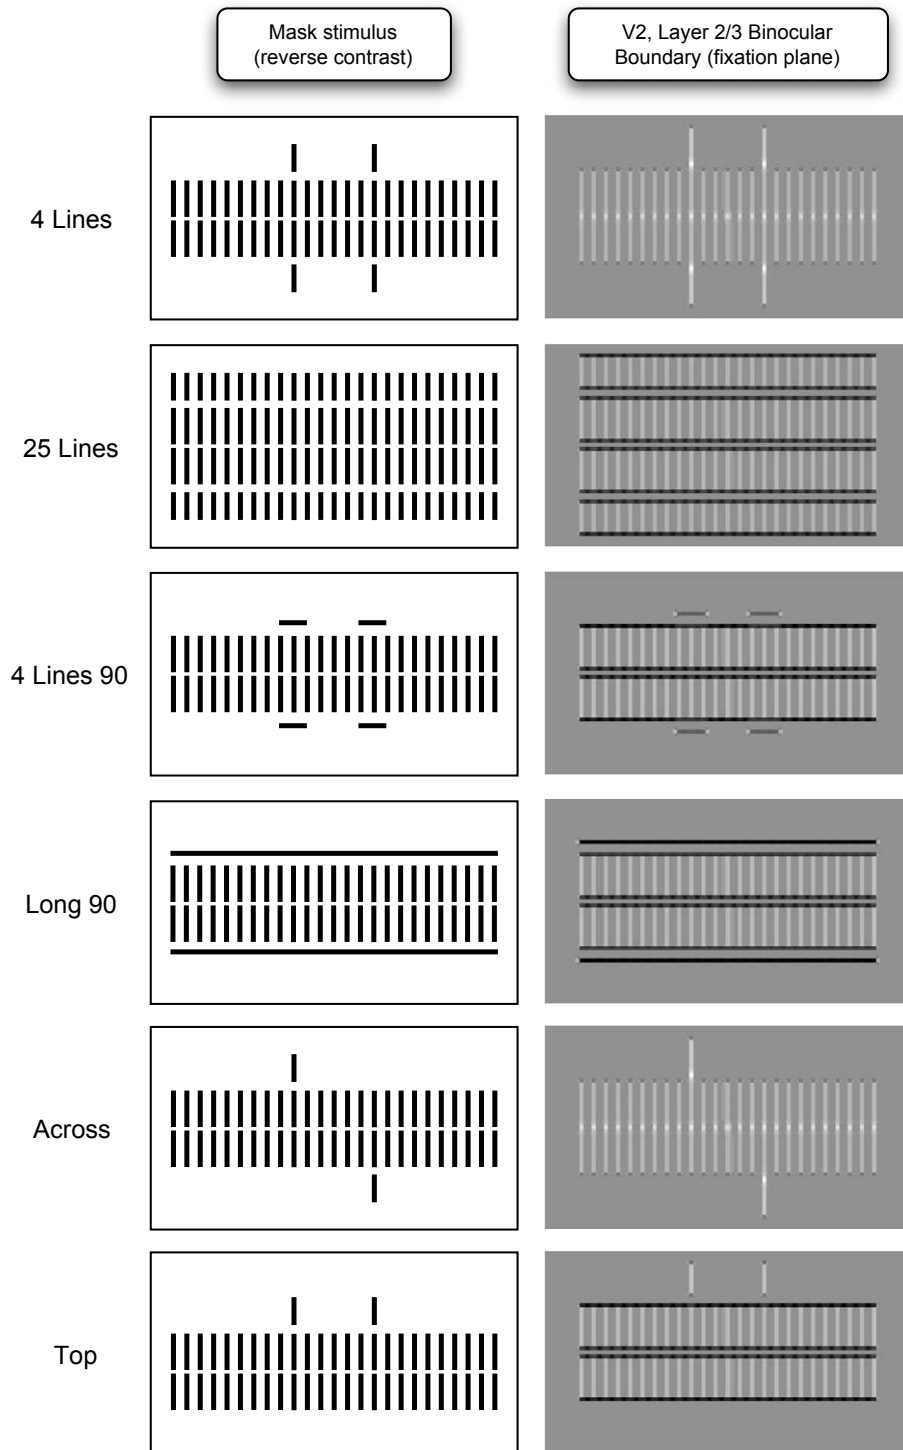 Mask stimulus
(reverse contrast)
V2, Layer 2/3 Binocular
Boundary (fixation plane)
4 Lines
25 Lines
4 Lines 90
Long 90
Across
Top